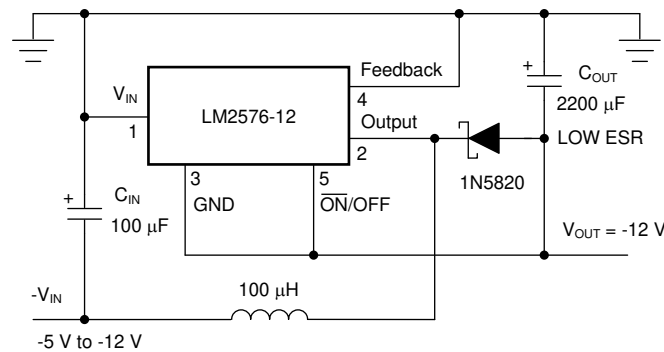 Feedback
+
C_OUT
2200 μF
V_IN
LM2576-12
4
1
Output
2
LOW ESR
1N5820
3
5
+
C_IN
100 μF
GND
O̅N̅/OFF
V_OUT = -12 V
100 μH
-V_IN
-5 V to -12 V